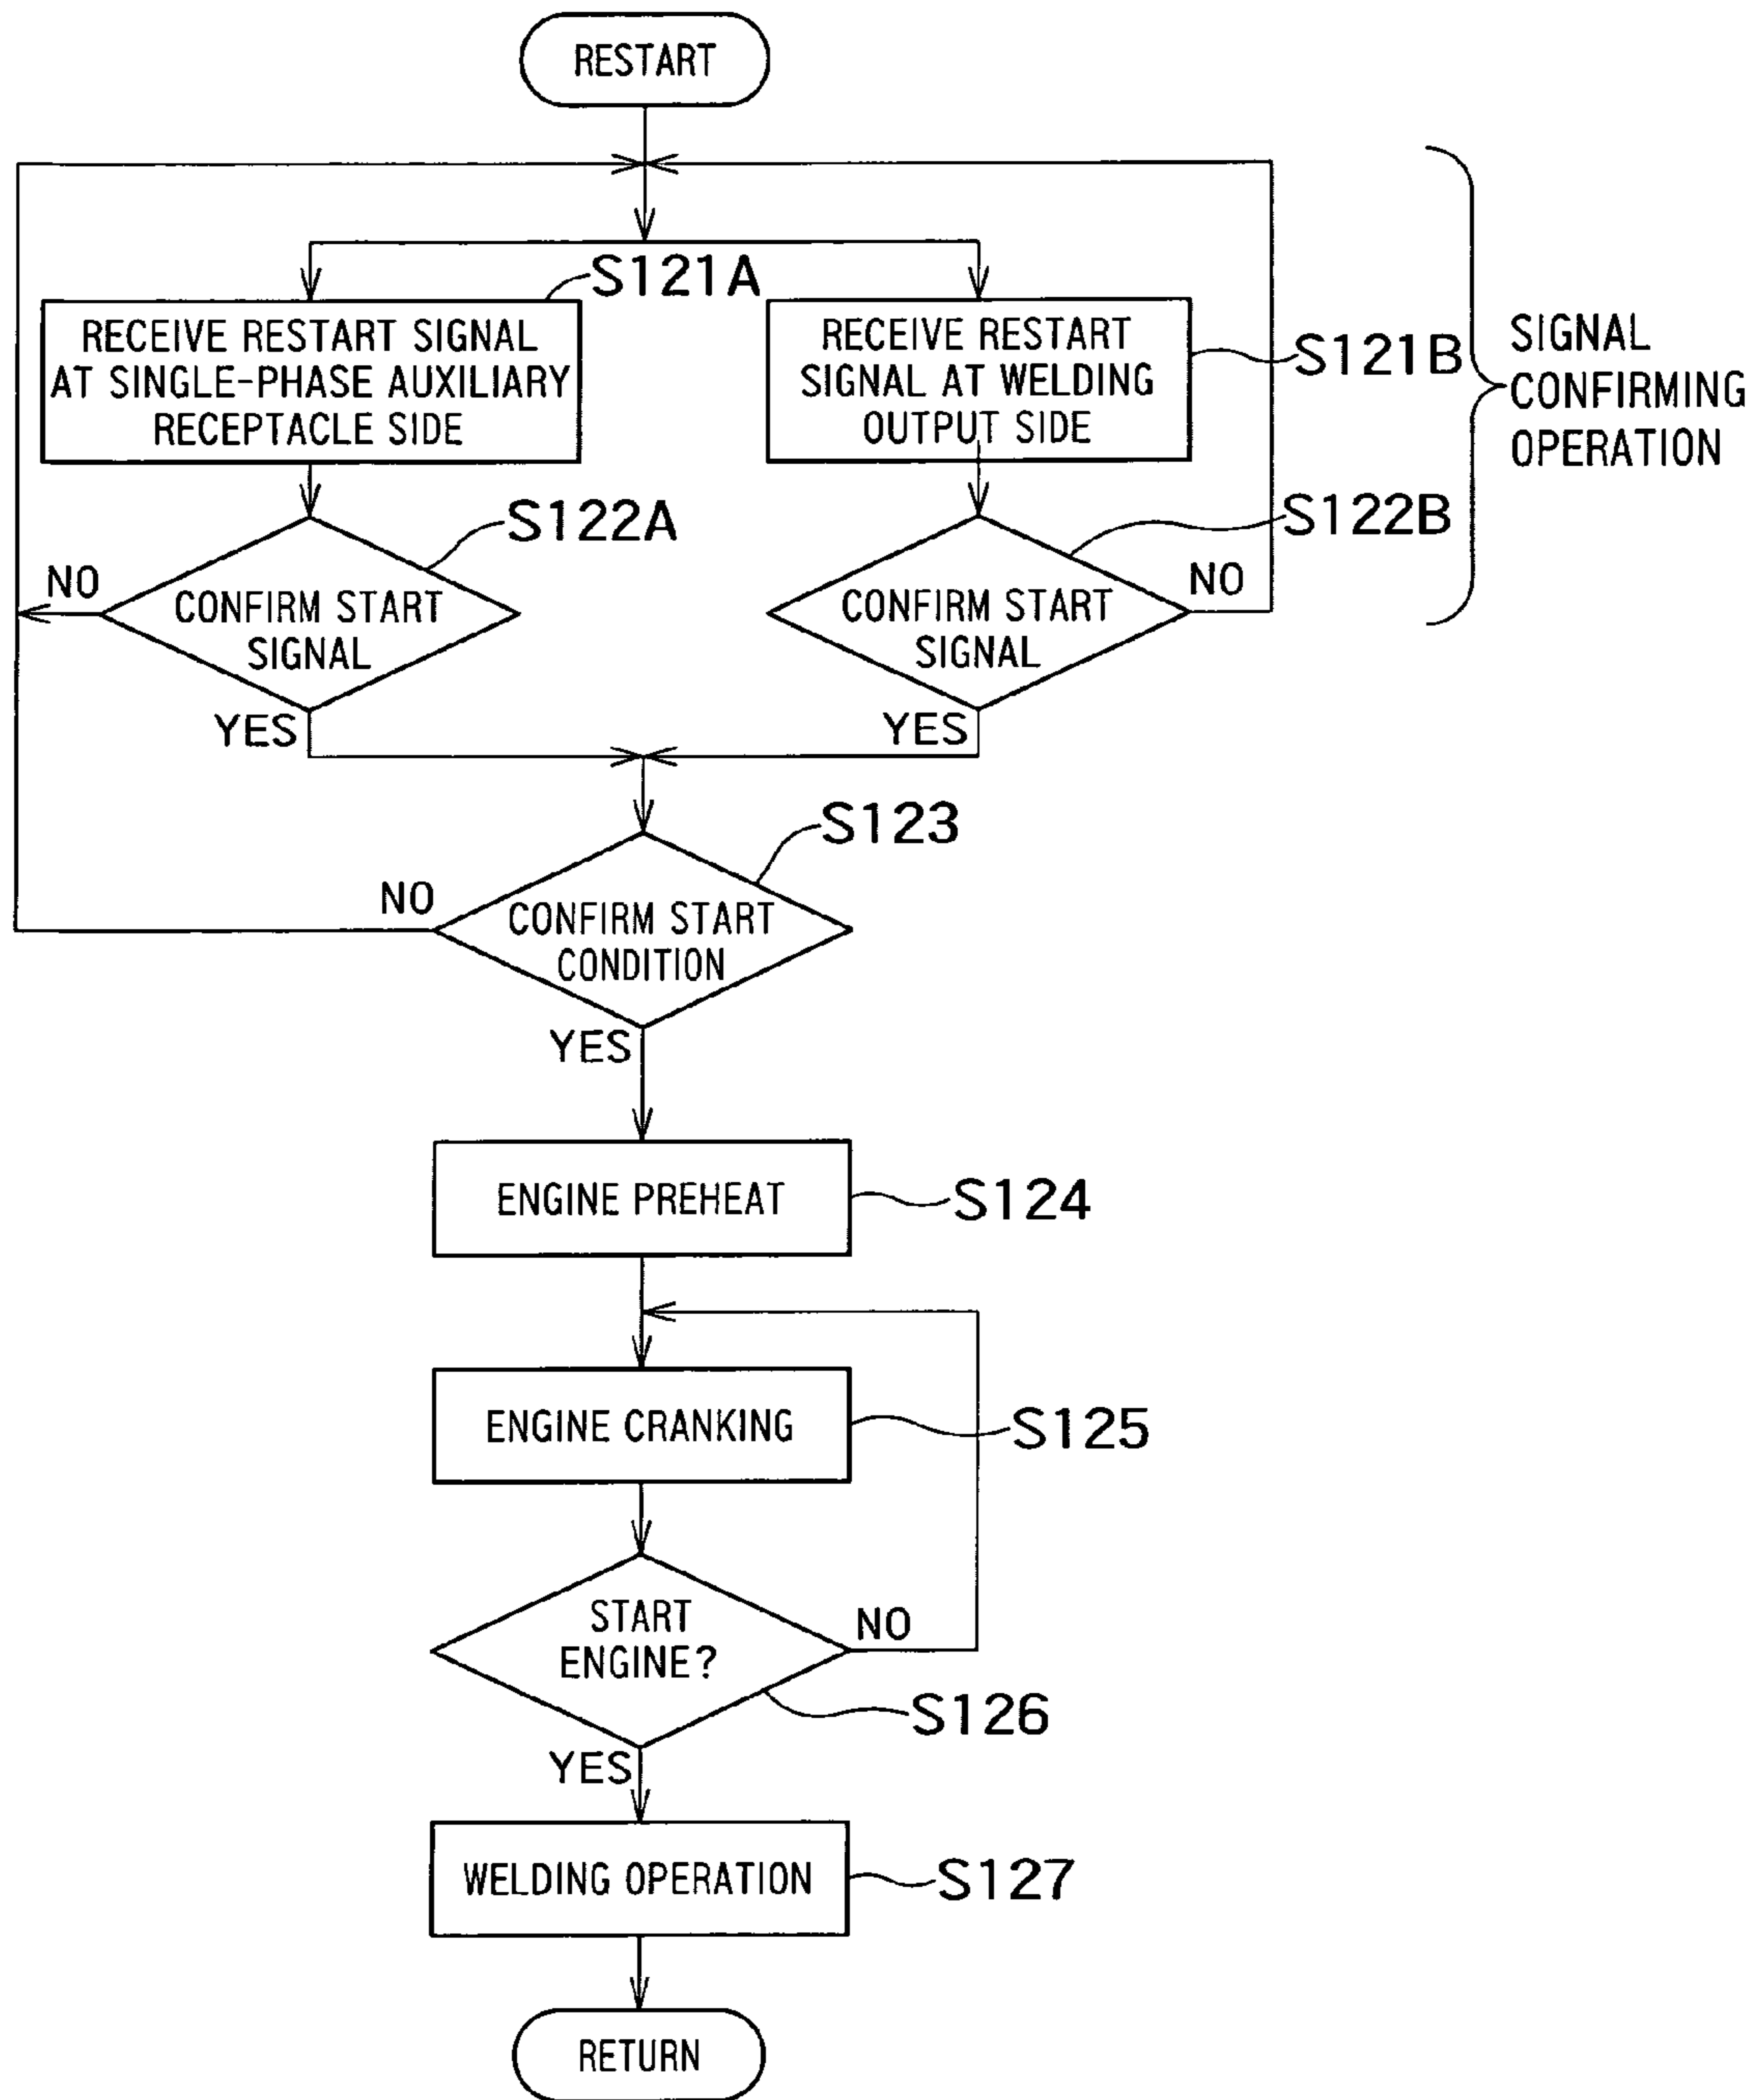 RESTART
S121A
RECEIVE RESTART SIGNAL
AT SINGLE-PHASE AUXILIARY
RECEPTACLE SIDE
RECEIVE RESTART
SIGNAL AT WELDING
OUTPUT SIDE
S121B
SIGNAL
CONFIRMING
OPERATION
S122A
NO
CONFIRM START
SIGNAL
YES
S122B
NO
CONFIRM START
SIGNAL
YES
S123
NO
CONFIRM START
CONDITION
YES
ENGINE PREHEAT
S124
ENGINE CRANKING
S125
START
ENGINE?
NO
S126
YES
WELDING OPERATION
S127
RETURN